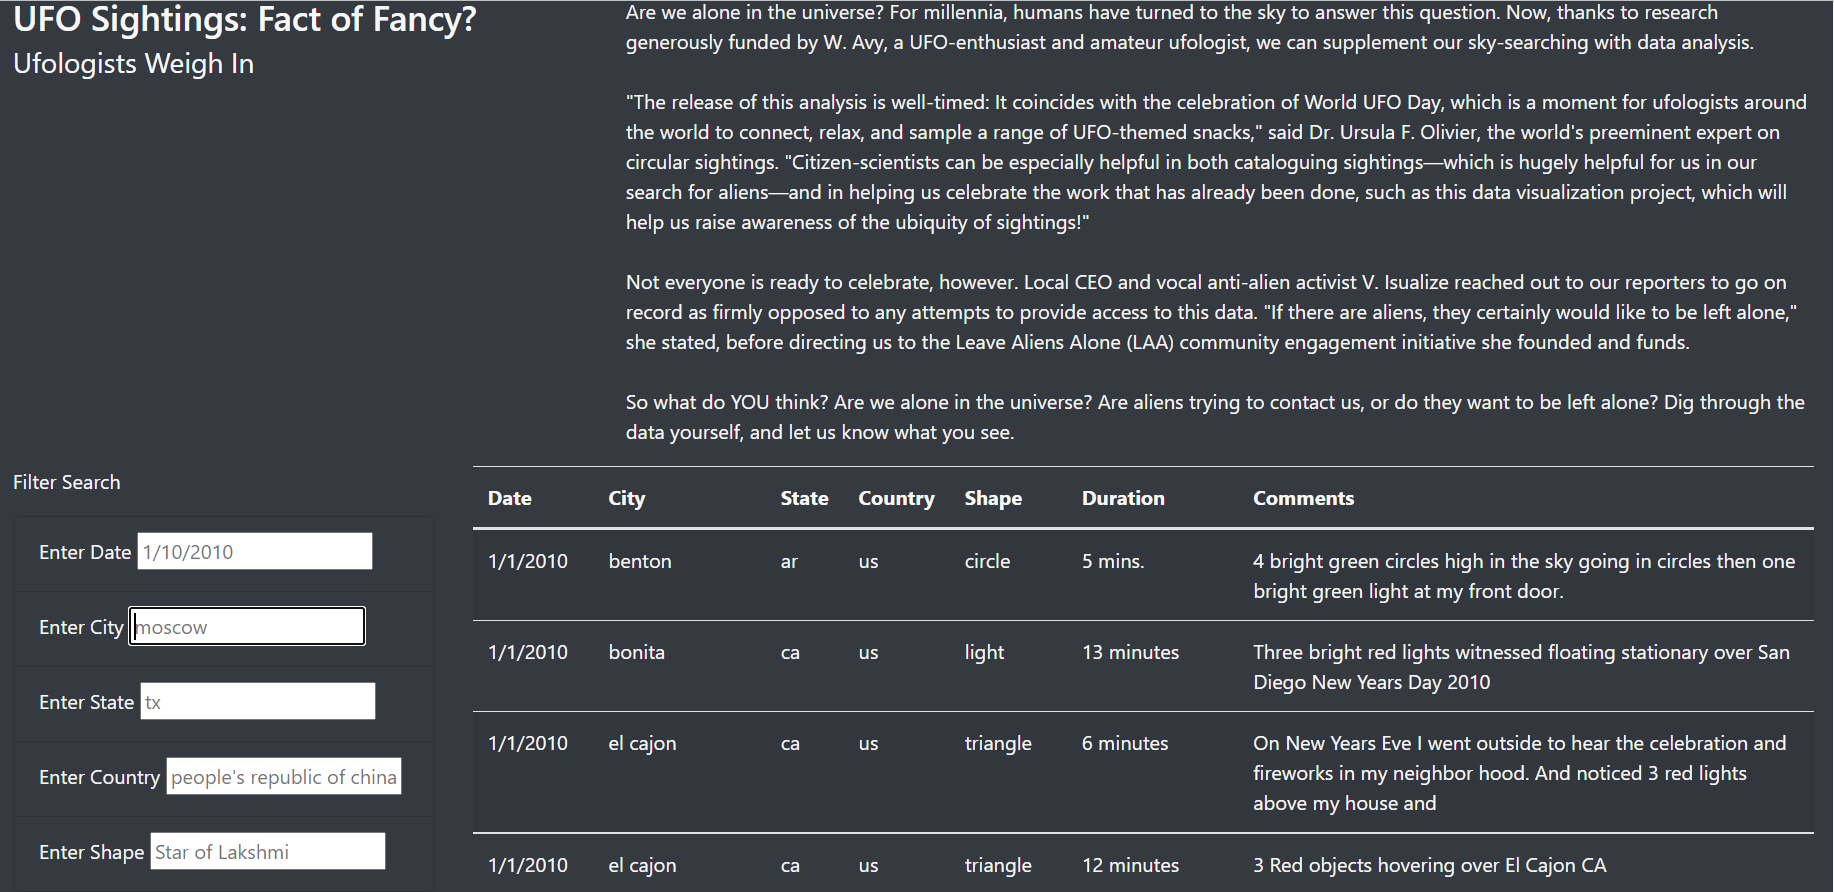 UFO Sightings: Fact of Fancy?
Ufologists Weigh In
Are we alone in the universe? For millennia, humans have turned to the sky to answer this question. Now, thanks to research
generously funded by W. Avy, a UFO-enthusiast and amateur ufologist, we can supplement our sky-searching with data analysis.
"The release of this analysis is well-timed: It coincides with the celebration of World UFO Day, which is a moment for ufologists around
the world to connect, relax, and sample a range of UFO-themed snacks," said Dr. Ursula F. Olivier, the world's preeminent expert on
circular sightings. "Citizen-scientists can be especially helpful in both cataloguing sightings—which is hugely helpful for us in our
search for aliens—and in helping us celebrate the work that has already been done, such as this data visualization project, which will
help us raise awareness of the ubiquity of sightings!"
Not everyone is ready to celebrate, however. Local CEO and vocal anti-alien activist V. Isualize reached out to our reporters to go on
record as firmly opposed to any attempts to provide access to this data. "If there are aliens, they certainly would like to be left alone,"
she stated, before directing us to the Leave Aliens Alone (LAA) community engagement initiative she founded and funds.
So what do YOU think? Are we alone in the universe? Are aliens trying to contact us, or do they want to be left alone? Dig through the
data yourself, and let us know what you see.
Filter Search
Enter Date 1/10/2010
Enter City moscow
Enter State tx
Enter Country people's republic of china
Enter Shape Star of Lakshmi
Date City State Country Shape Duration Comments
1/1/2010 benton ar us circle 5 mins. 4 bright green circles high in the sky going in circles then one
bright green light at my front door.
1/1/2010 bonita ca us light 13 minutes Three bright red lights witnessed floating stationary over San
Diego New Years Day 2010
1/1/2010 el cajon ca us triangle 6 minutes On New Years Eve I went outside to hear the celebration and
fireworks in my neighbor hood. And noticed 3 red lights
above my house and
1/1/2010 el cajon ca us triangle 12 minutes 3 Red objects hovering over El Cajon CA